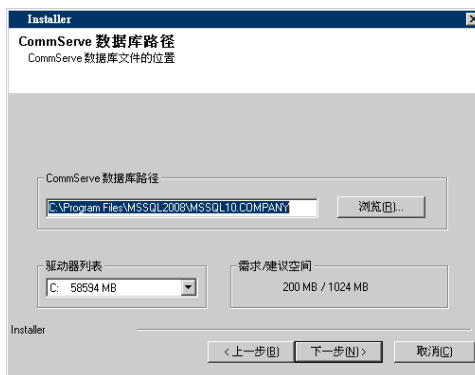 Installer
CommServe 数据库路径
CommServe 数据库文件的位置
CommServe 数据库路径
C:\Program Files\MSSQL2008\MSSQL10.COMPANY
浏览(R)...
驱动器列表
C: 58594 MB
需求/建议空间
200 MB / 1024 MB
Installer
<上一步(B) 下一步(N)> 取消(C)